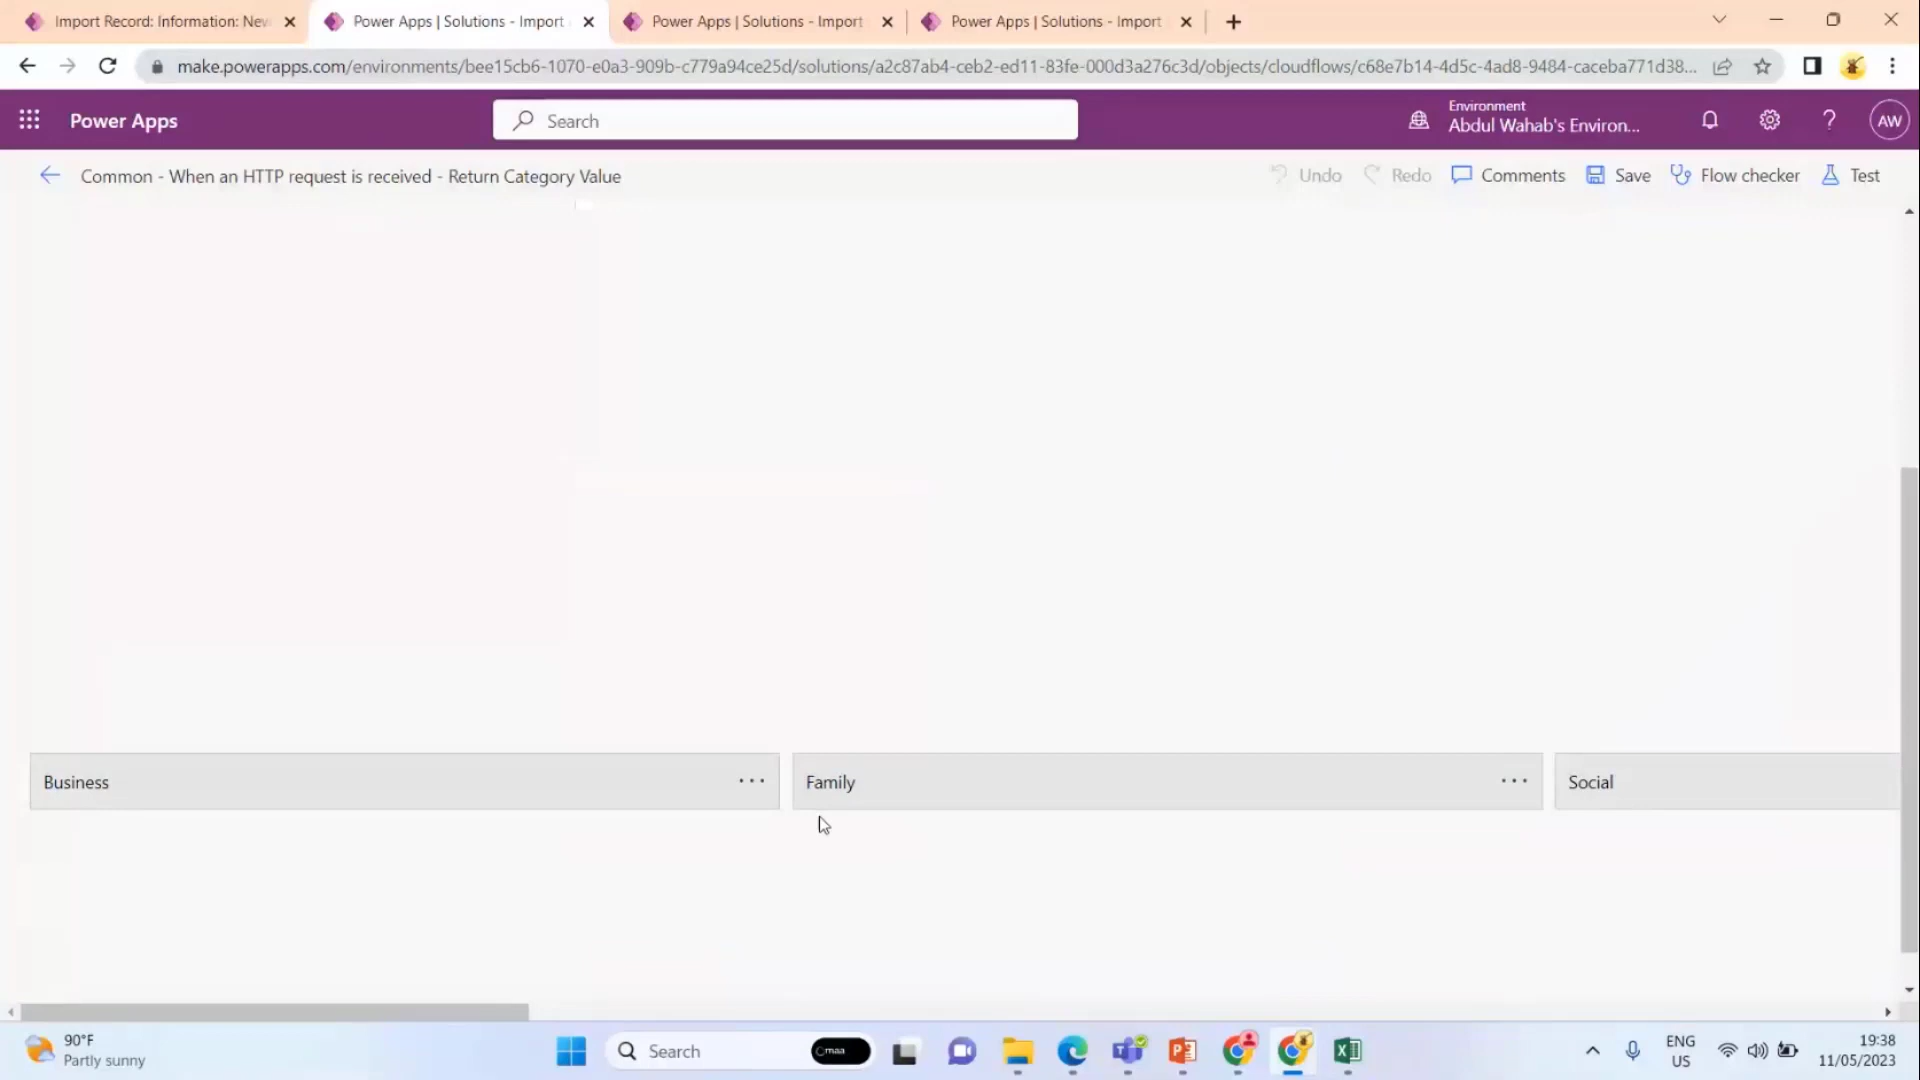 Import Record: Information: New
Power Apps | Solutions - Import
Power Apps | Solutions - Import
Power Apps | Solutions - Import
make.powerapps.com/environments/bee15cb6-1070-e0a3-909b-c779a94ce25d/solutions/a2c87ab4-ceb2-ed11-83fe-000d3a276c3d/objects/cloudflows/c68e7b14-4d5c-4ad8-9484-caceba771d38...
Power Apps
Search
Environment
Abdul Wahab's Environ...
AW
Common - When an HTTP request is received - Return Category Value
Undo
Redo
Comments
Save
Flow checker
Test
Business
Family
Social
90°F
Partly sunny
Search
maa
ENG
US
19:38
11/05/2023